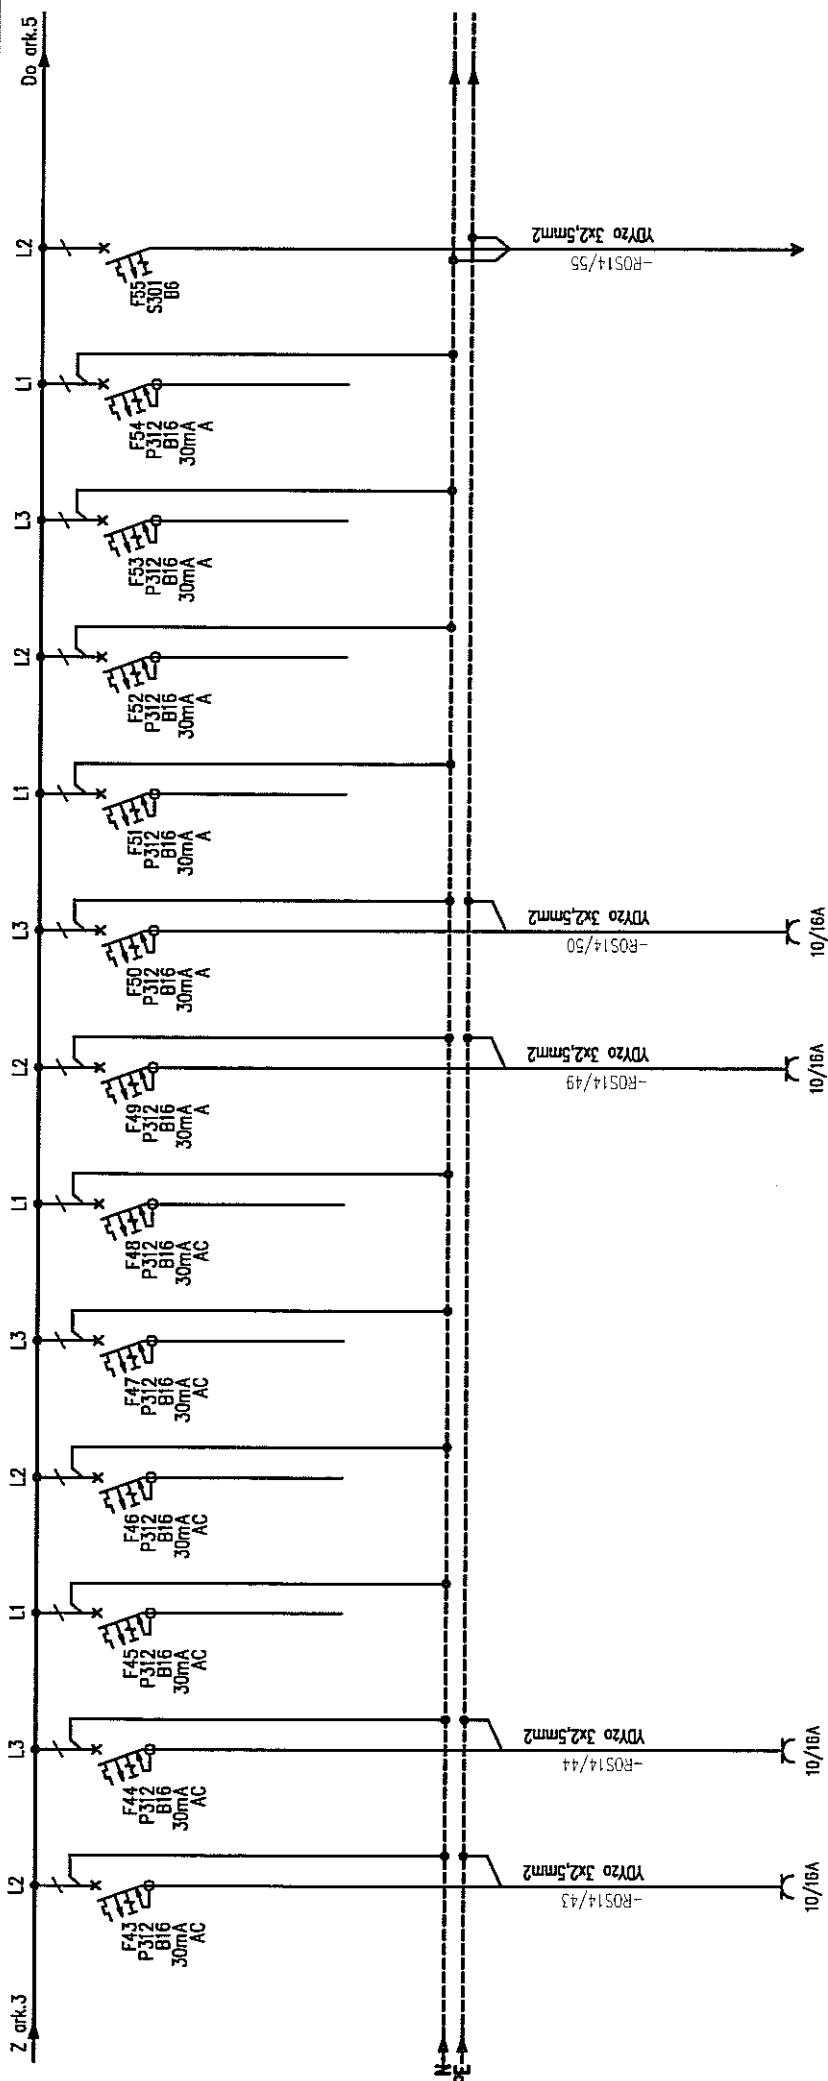 Z ark.3
L2
L3
L1
L2
L3
L1
L2
L3
L1
L2
L3
L1
L2
Do ark.5
F43
P312
B16
30mA
AC
F44
P312
B16
30mA
AC
F45
P312
B16
30mA
AC
F46
P312
B16
30mA
AC
F47
P312
B16
30mA
AC
F48
P312
B16
30mA
AC
F49
P312
B16
30mA
A
F50
P312
B16
30mA
A
F51
P312
B16
30mA
A
F52
P312
B16
30mA
A
F53
P312
B16
30mA
A
F54
P312
B16
30mA
A
F55
S301
B6
N
PE
-ROS14/43
YDYżo 3x2,5mm2
-ROS14/44
YDYżo 3x2,5mm2
-ROS14/49
YDYżo 3x2,5mm2
-ROS14/50
YDYżo 3x2,5mm2
-ROS14/55
YDYżo 3x2,5mm2
10/16A
10/16A
10/16A
10/16A